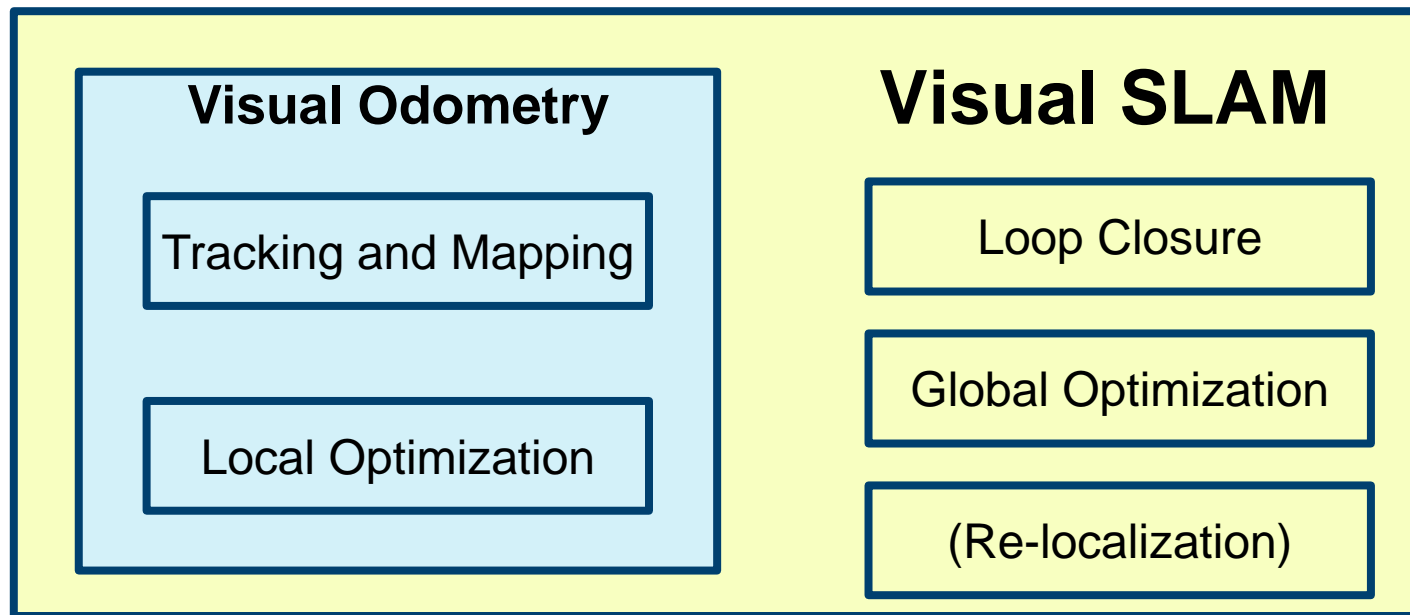 Visual Odometry
Tracking and Mapping
Local Optimization
Visual SLAM
Loop Closure
Global Optimization
(Re-localization)